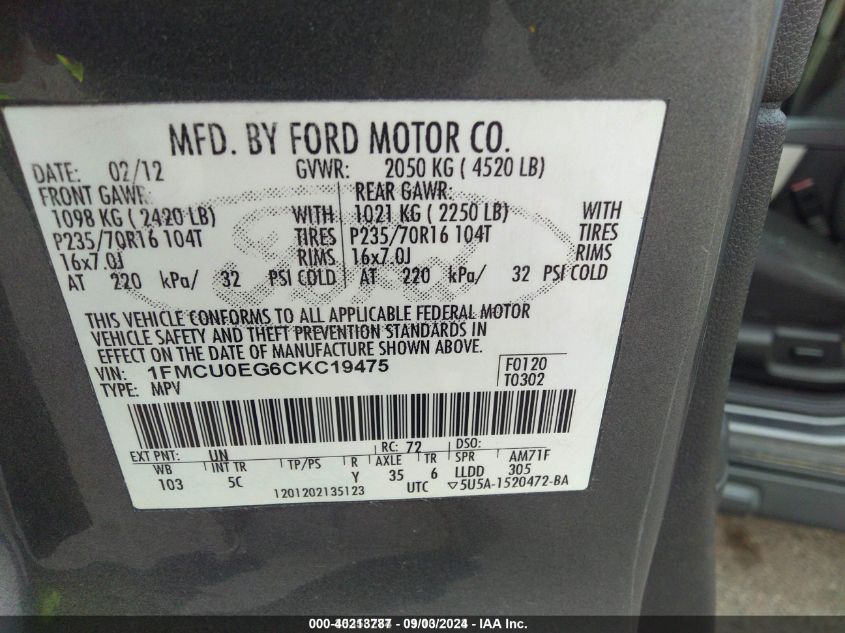 MFD. BY FORD MOTOR CO.
DATE: 02/12 GVWR: 2050 KG ( 4520 LB)
FRONT GAWR: REAR GAWR:
1098 KG ( 2420 LB) WITH 1021 KG ( 2250 LB) WITH
P235/70R16 104T TIRES P235/70R16 104T TIRES
16x7.0J RIMS 16x7.0J RIMS
AT 220 kPa/ 32 PSI COLD AT 220 kPa/ 32 PSI COLD
Ford
THIS VEHICLE CONFORMS TO ALL APPLICABLE FEDERAL MOTOR
VEHICLE SAFETY AND THEFT PREVENTION STANDARDS IN
EFFECT ON THE DATE OF MANUFACTURE SHOWN ABOVE.
VIN: 1FMCU0EG6CKC19475 F0120
TYPE: MPV T0302
EXT PNT: UN RC: 72 DSO:
WB INT TR TP/PS R AXLE TR SPR AM71F
103 5C Y 35 6 LLDD 305
1201202135123 UTC ▽5U5A-1520472-BA
000-40213787 - 09/03/2024 - IAA Inc.